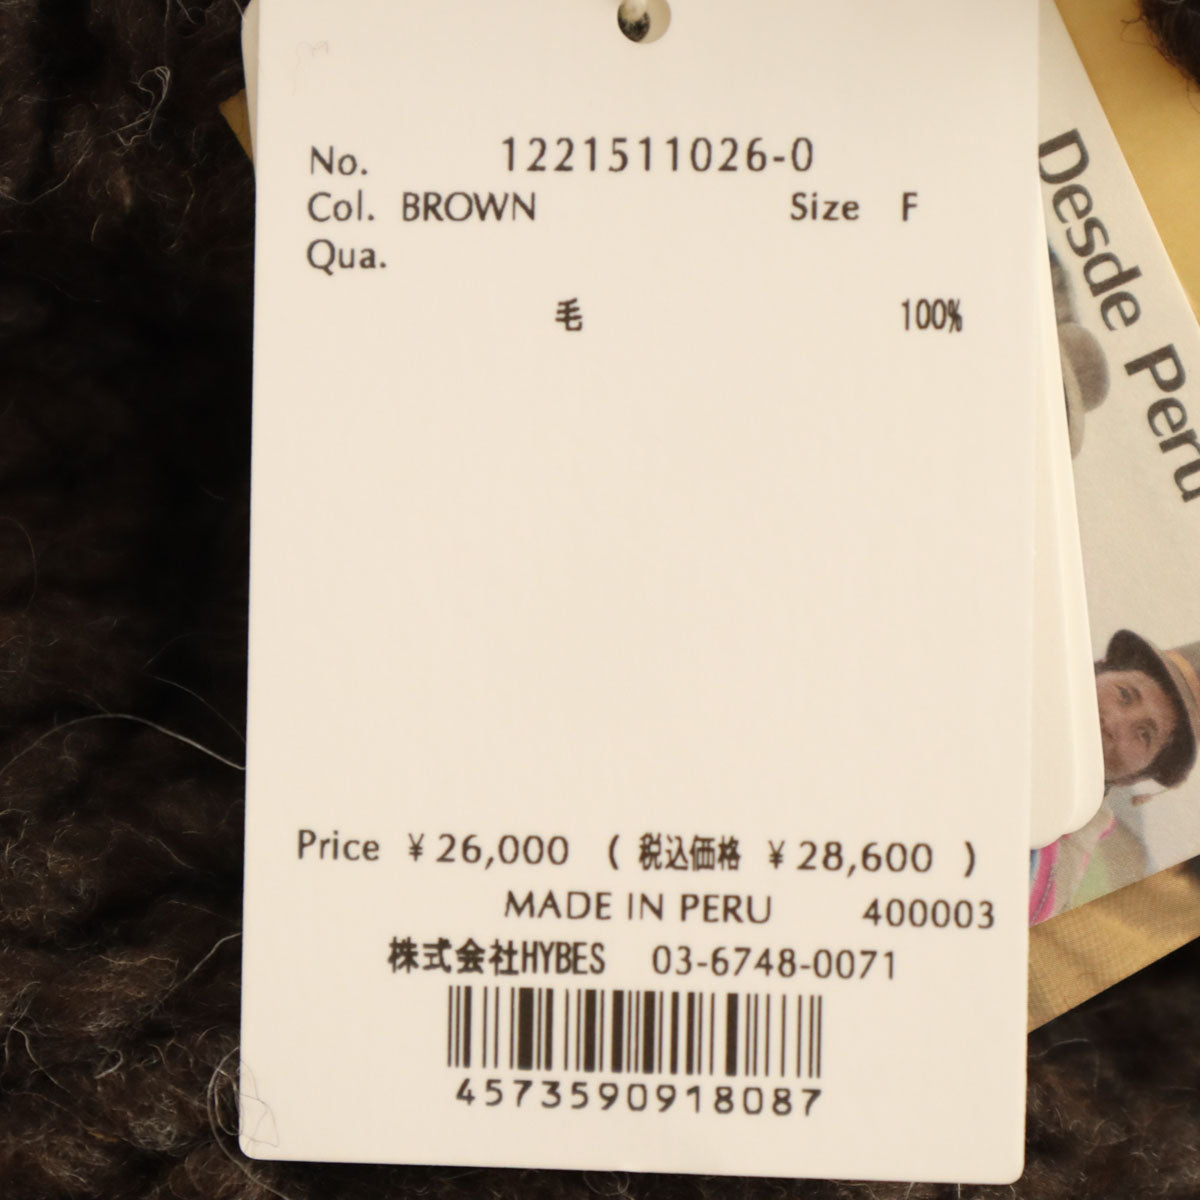 No. 1221511026-0
Col. BROWN Size F
Qua.
毛 100%
Price ¥26,000 ( 税込価格 ¥28,600 )
MADE IN PERU 400003
株式会社HYBES 03-6748-0071
4573590918087
Desde Peru